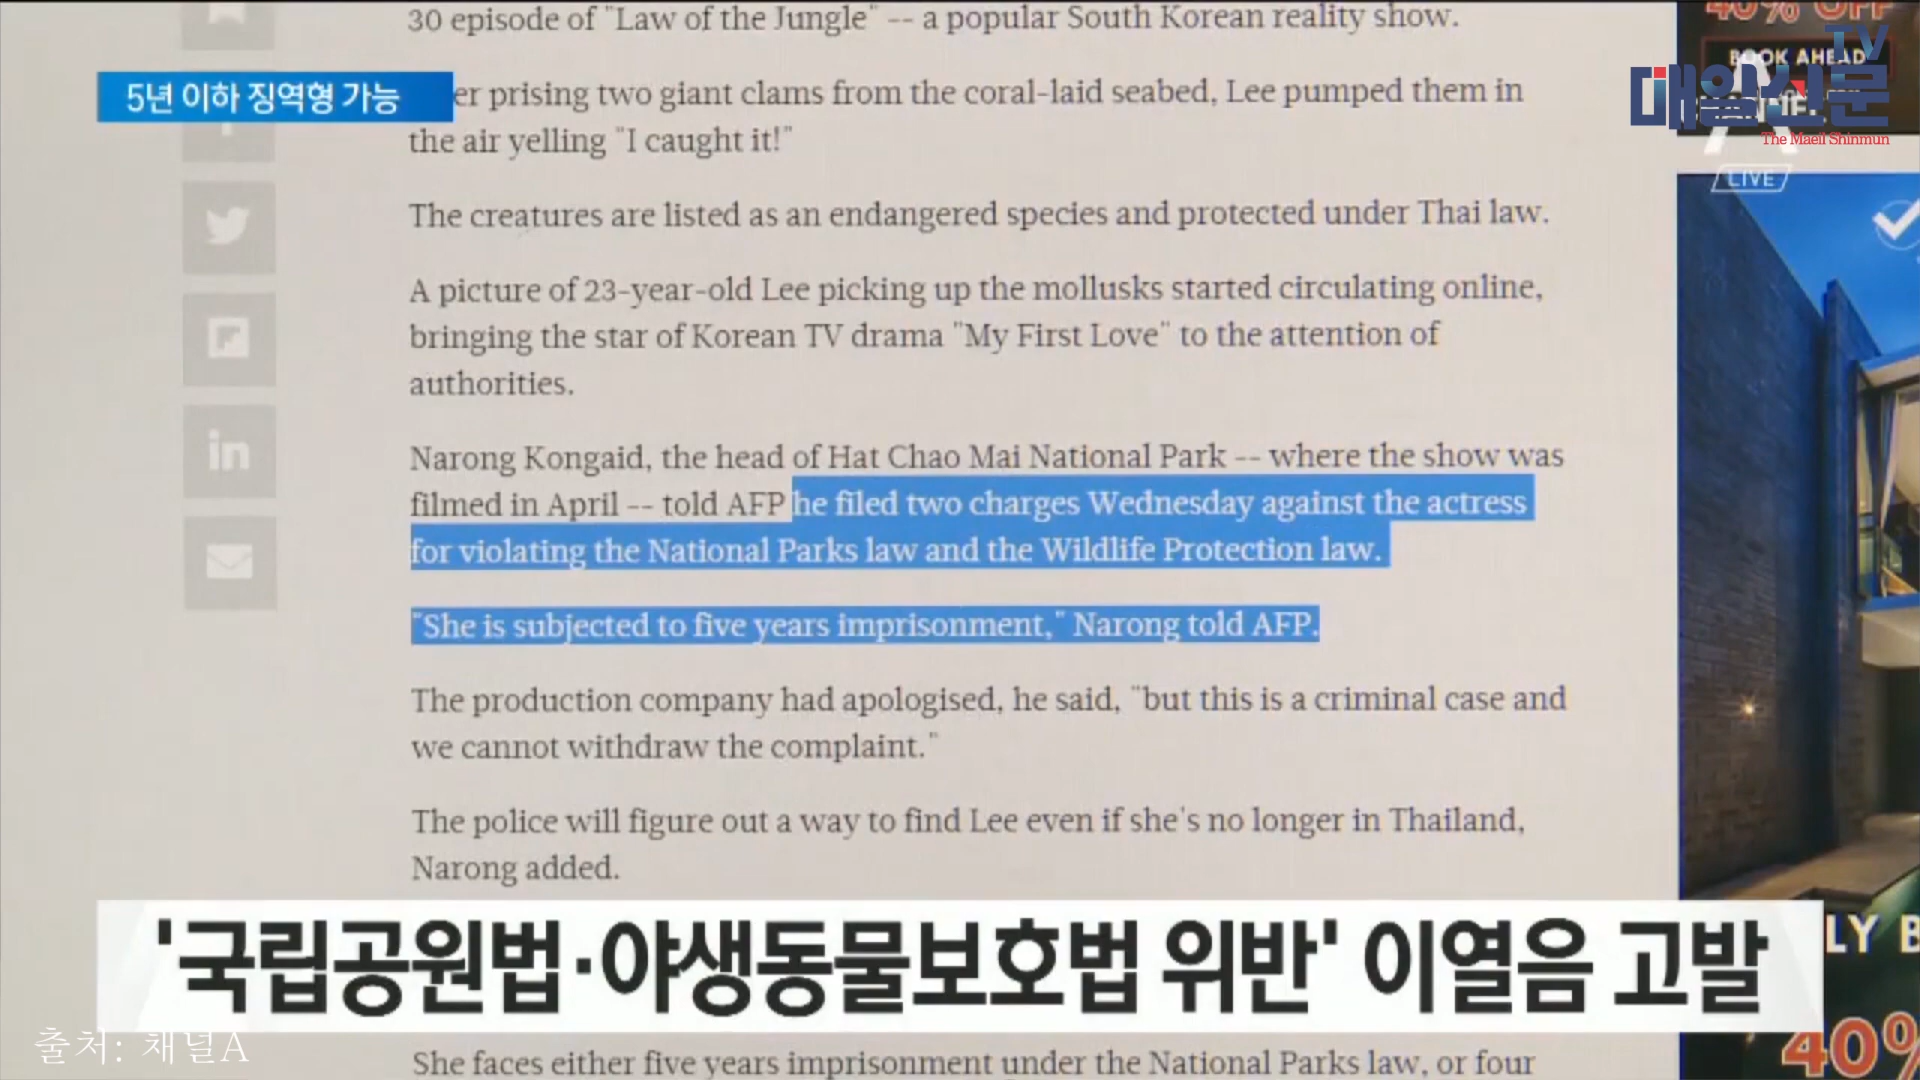 30 episode of "Law of the Jungle" -- a popular South Korean reality show.
5년 이하 징역형 가능
er prising two giant clams from the coral-laid seabed, Lee pumped them in
the air yelling "I caught it!"
The creatures are listed as an endangered species and protected under Thai law.
A picture of 23-year-old Lee picking up the mollusks started circulating online,
bringing the star of Korean TV drama "My First Love" to the attention of
authorities.
Narong Kongaid, the head of Hat Chao Mai National Park -- where the show was
filmed in April -- told AFP he filed two charges Wednesday against the actress
for violating the National Parks law and the Wildlife Protection law.
"She is subjected to five years imprisonment," Narong told AFP.
The production company had apologised, he said, "but this is a criminal case and
we cannot withdraw the complaint."
The police will figure out a way to find Lee even if she's no longer in Thailand,
Narong added.
'국립공원법·야생동물보호법 위반' 이열음 고발
출처: 채널A
She faces either five years imprisonment under the National Parks law, or four
40% OFF
BOOK AHEAD
TV
매일신문
The Maeil Shinmun
LIVE
LY B
40%